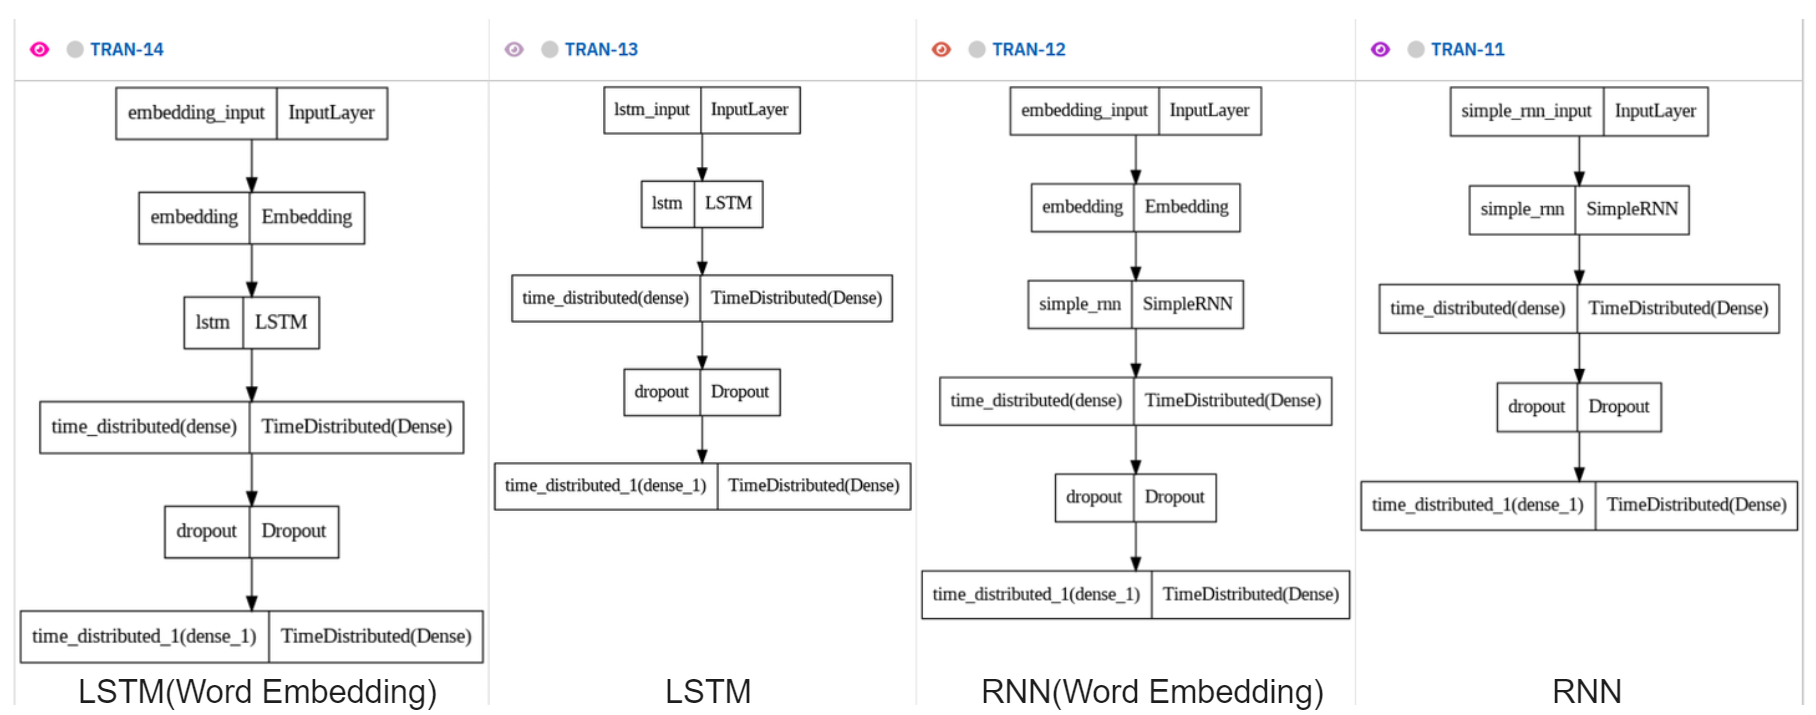 TRAN-14
embedding_input InputLayer
embedding Embedding
lstm LSTM
time_distributed(dense) TimeDistributed(Dense)
dropout Dropout
time_distributed_1(dense_1) TimeDistributed(Dense)
LSTM(Word Embedding)
TRAN-13
lstm_input InputLayer
lstm LSTM
time_distributed(dense) TimeDistributed(Dense)
dropout Dropout
time_distributed_1(dense_1) TimeDistributed(Dense)
LSTM
TRAN-12
embedding_input InputLayer
embedding Embedding
simple_rnn SimpleRNN
time_distributed(dense) TimeDistributed(Dense)
dropout Dropout
time_distributed_1(dense_1) TimeDistributed(Dense)
RNN(Word Embedding)
TRAN-11
simple_rnn_input InputLayer
simple_rnn SimpleRNN
time_distributed(dense) TimeDistributed(Dense)
dropout Dropout
time_distributed_1(dense_1) TimeDistributed(Dense)
RNN